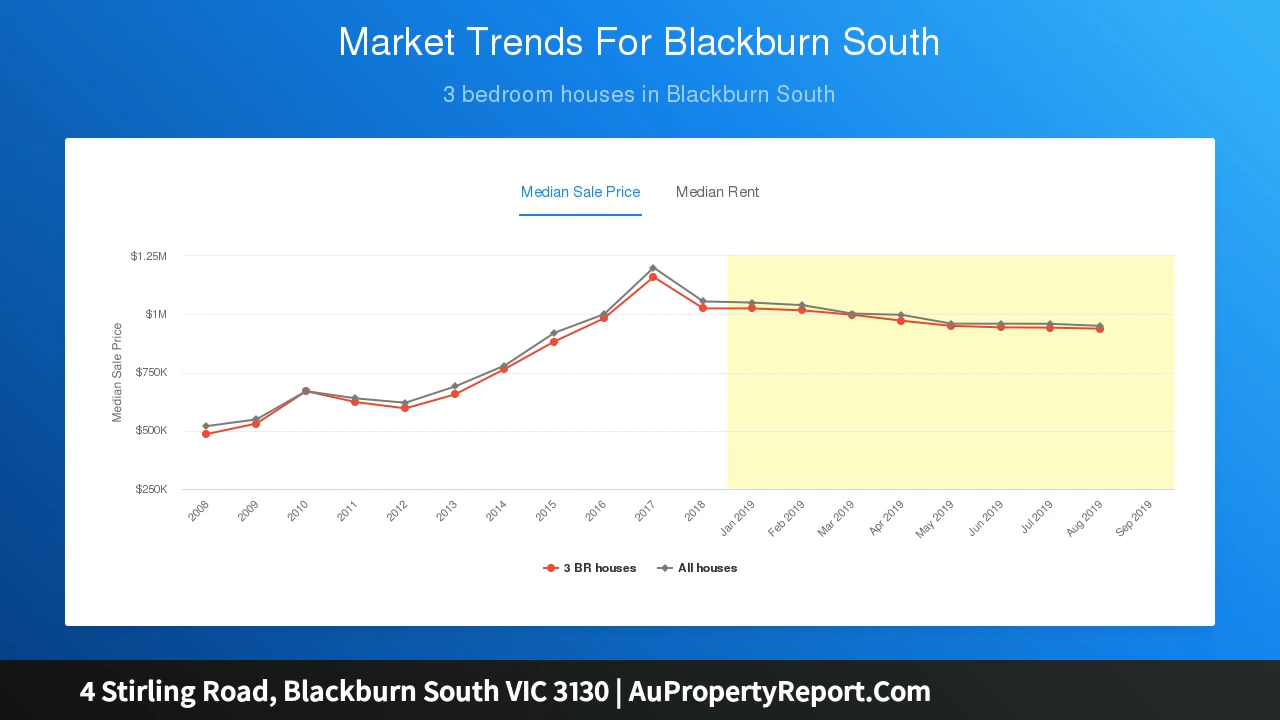 Market Trends For Blackburn South
3 bedroom houses in Blackburn South
Median Sale Price Median Rent
Median Sale Price
$1.25M
$1M
$750K
$500K
$250K
2008 2009 2010 2011 2012 2013 2014 2015 2016 2017 2018 Jan 2019 Feb 2019 Mar 2019 Apr 2019 May 2019 Jun 2019 Jul 2019 Aug 2019 Sep 2019
3 BR houses All houses
4 Stirling Road, Blackburn South VIC 3130 | AuPropertyReport.Com